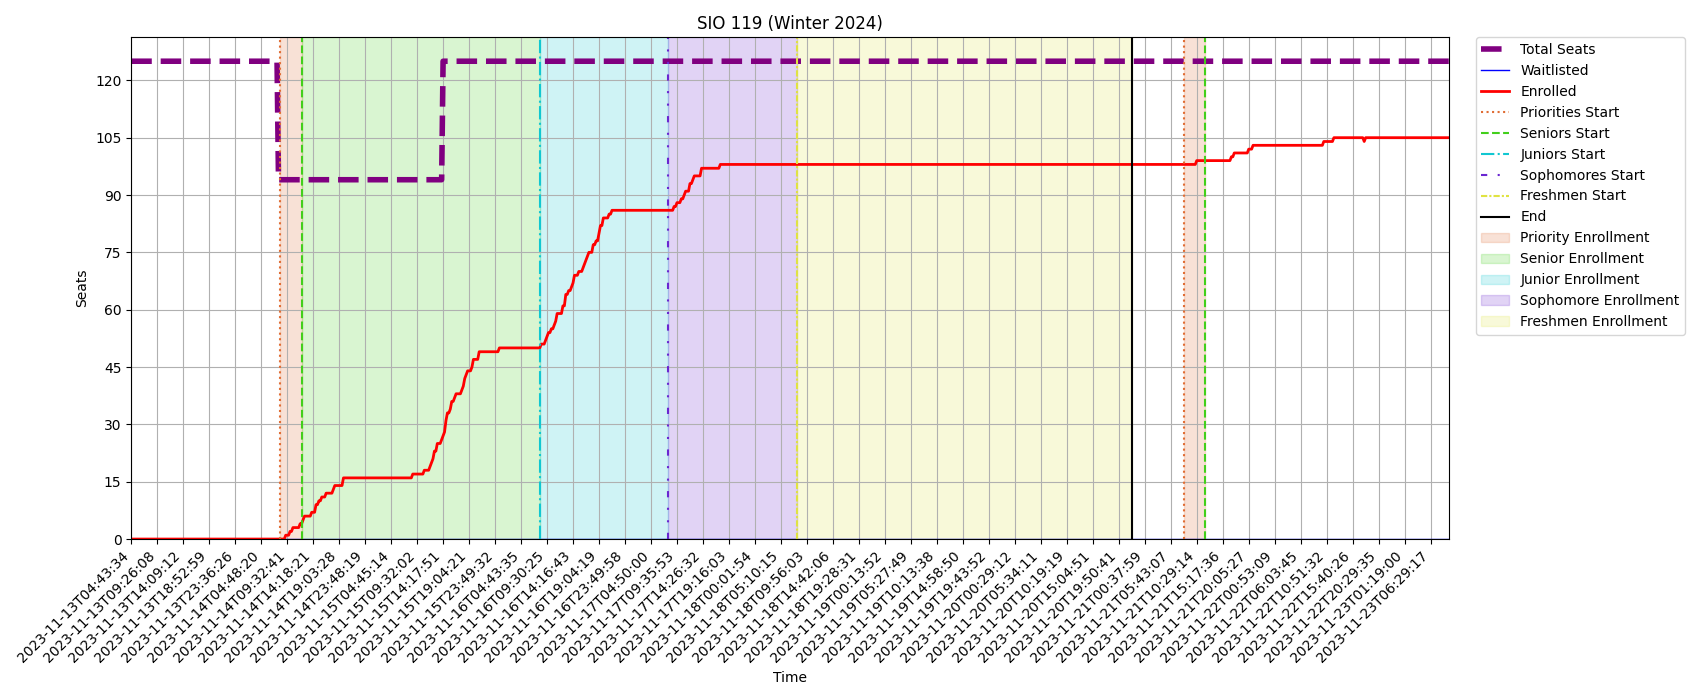 SIO 119 (Winter 2024)
Total Seats
Waitlisted
Enrolled
Priorities Start
Seniors Start
Juniors Start
Sophomores Start
Freshmen Start
End
Priority Enrollment
Senior Enrollment
Junior Enrollment
Sophomore Enrollment
Freshmen Enrollment
Seats
120
105
90
75
60
45
30
15
0
2023-11-13T04:43:34
2023-11-13T09:26:08
2023-11-13T14:09:12
2023-11-13T18:52:59
2023-11-13T23:36:26
2023-11-14T04:48:20
2023-11-14T09:32:41
2023-11-14T14:18:21
2023-11-14T19:03:28
2023-11-14T23:48:19
2023-11-15T04:45:14
2023-11-15T09:32:02
2023-11-15T14:17:51
2023-11-15T19:04:21
2023-11-15T23:49:32
2023-11-16T04:43:35
2023-11-16T09:30:25
2023-11-16T14:16:43
2023-11-16T19:04:19
2023-11-16T23:49:58
2023-11-17T04:50:00
2023-11-17T09:35:53
2023-11-17T14:26:32
2023-11-17T19:16:03
2023-11-18T00:01:54
2023-11-18T05:10:15
2023-11-18T09:56:03
2023-11-18T14:42:06
2023-11-18T19:28:31
2023-11-19T00:13:52
2023-11-19T05:27:49
2023-11-19T10:13:38
2023-11-19T14:58:50
2023-11-19T19:43:52
2023-11-20T00:29:12
2023-11-20T05:34:11
2023-11-20T10:19:19
2023-11-20T15:04:51
2023-11-20T19:50:41
2023-11-21T00:37:59
2023-11-21T05:43:07
2023-11-21T10:29:14
2023-11-21T15:17:36
2023-11-21T20:05:27
2023-11-22T00:53:09
2023-11-22T06:03:45
2023-11-22T10:51:32
2023-11-22T15:40:26
2023-11-22T20:29:35
2023-11-23T01:19:00
2023-11-23T06:29:17
Time